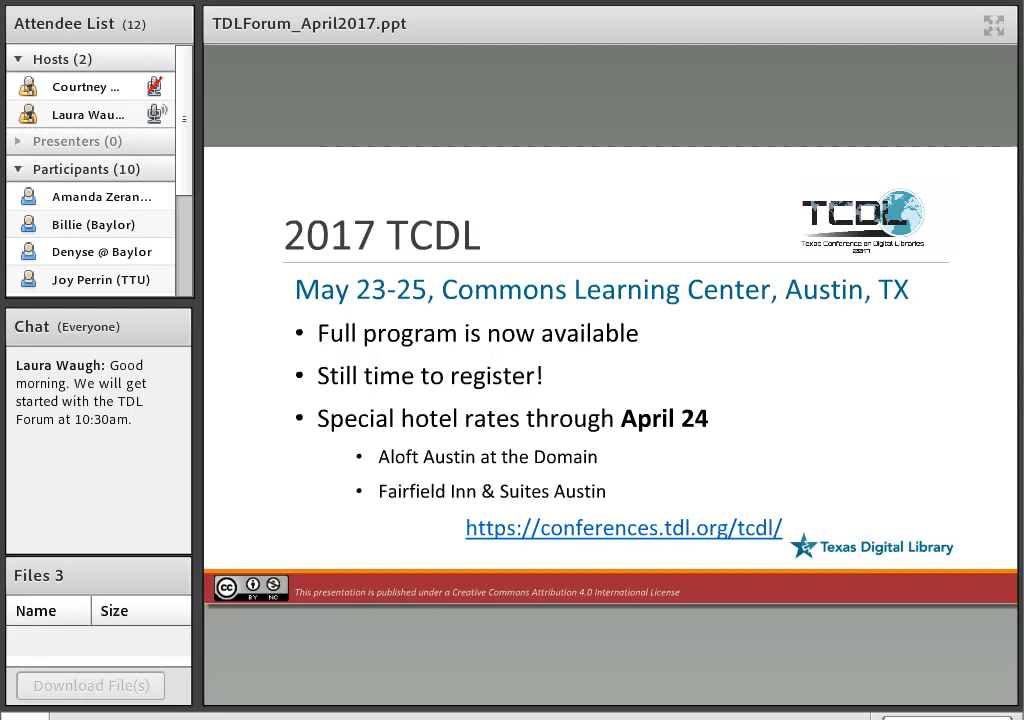 Attendee List (12)
Hosts (2)
Courtney ...
Laura Wau...
Presenters (0)
Participants (10)
Amanda Zeran...
Billie (Baylor)
Denyse @ Baylor
Joy Perrin (TTU)
Chat (Everyone)
Laura Waugh: Good
morning. We will get
started with the TDL
Forum at 10:30am.
Files 3
Name Size
Download File(s)
TDLForum_April2017.ppt
TCDL
Texas Conference on Digital Libraries
2017
2017 TCDL
May 23-25, Commons Learning Center, Austin, TX
• Full program is now available
• Still time to register!
• Special hotel rates through April 24
• Aloft Austin at the Domain
• Fairfield Inn & Suites Austin
https://conferences.tdl.org/tcdl/
Texas Digital Library
cc BY NC
This presentation is published under a Creative Commons Attribution 4.0 International License